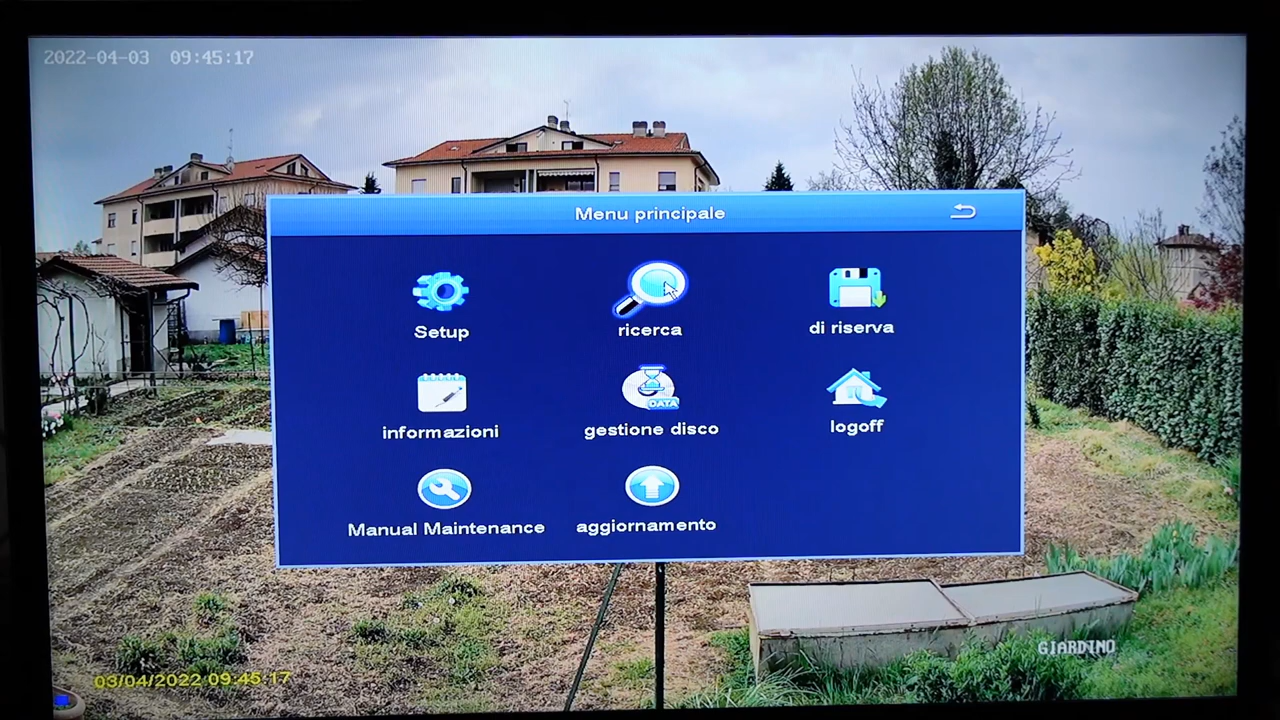 2022-04-03 09:45:17
Menu principale
Setup
ricerca
di riserva
informazioni
DATA
gestione disco
logoff
Manual Maintenance
aggiornamento
GIARDINO
03/04/2022 09:45:17